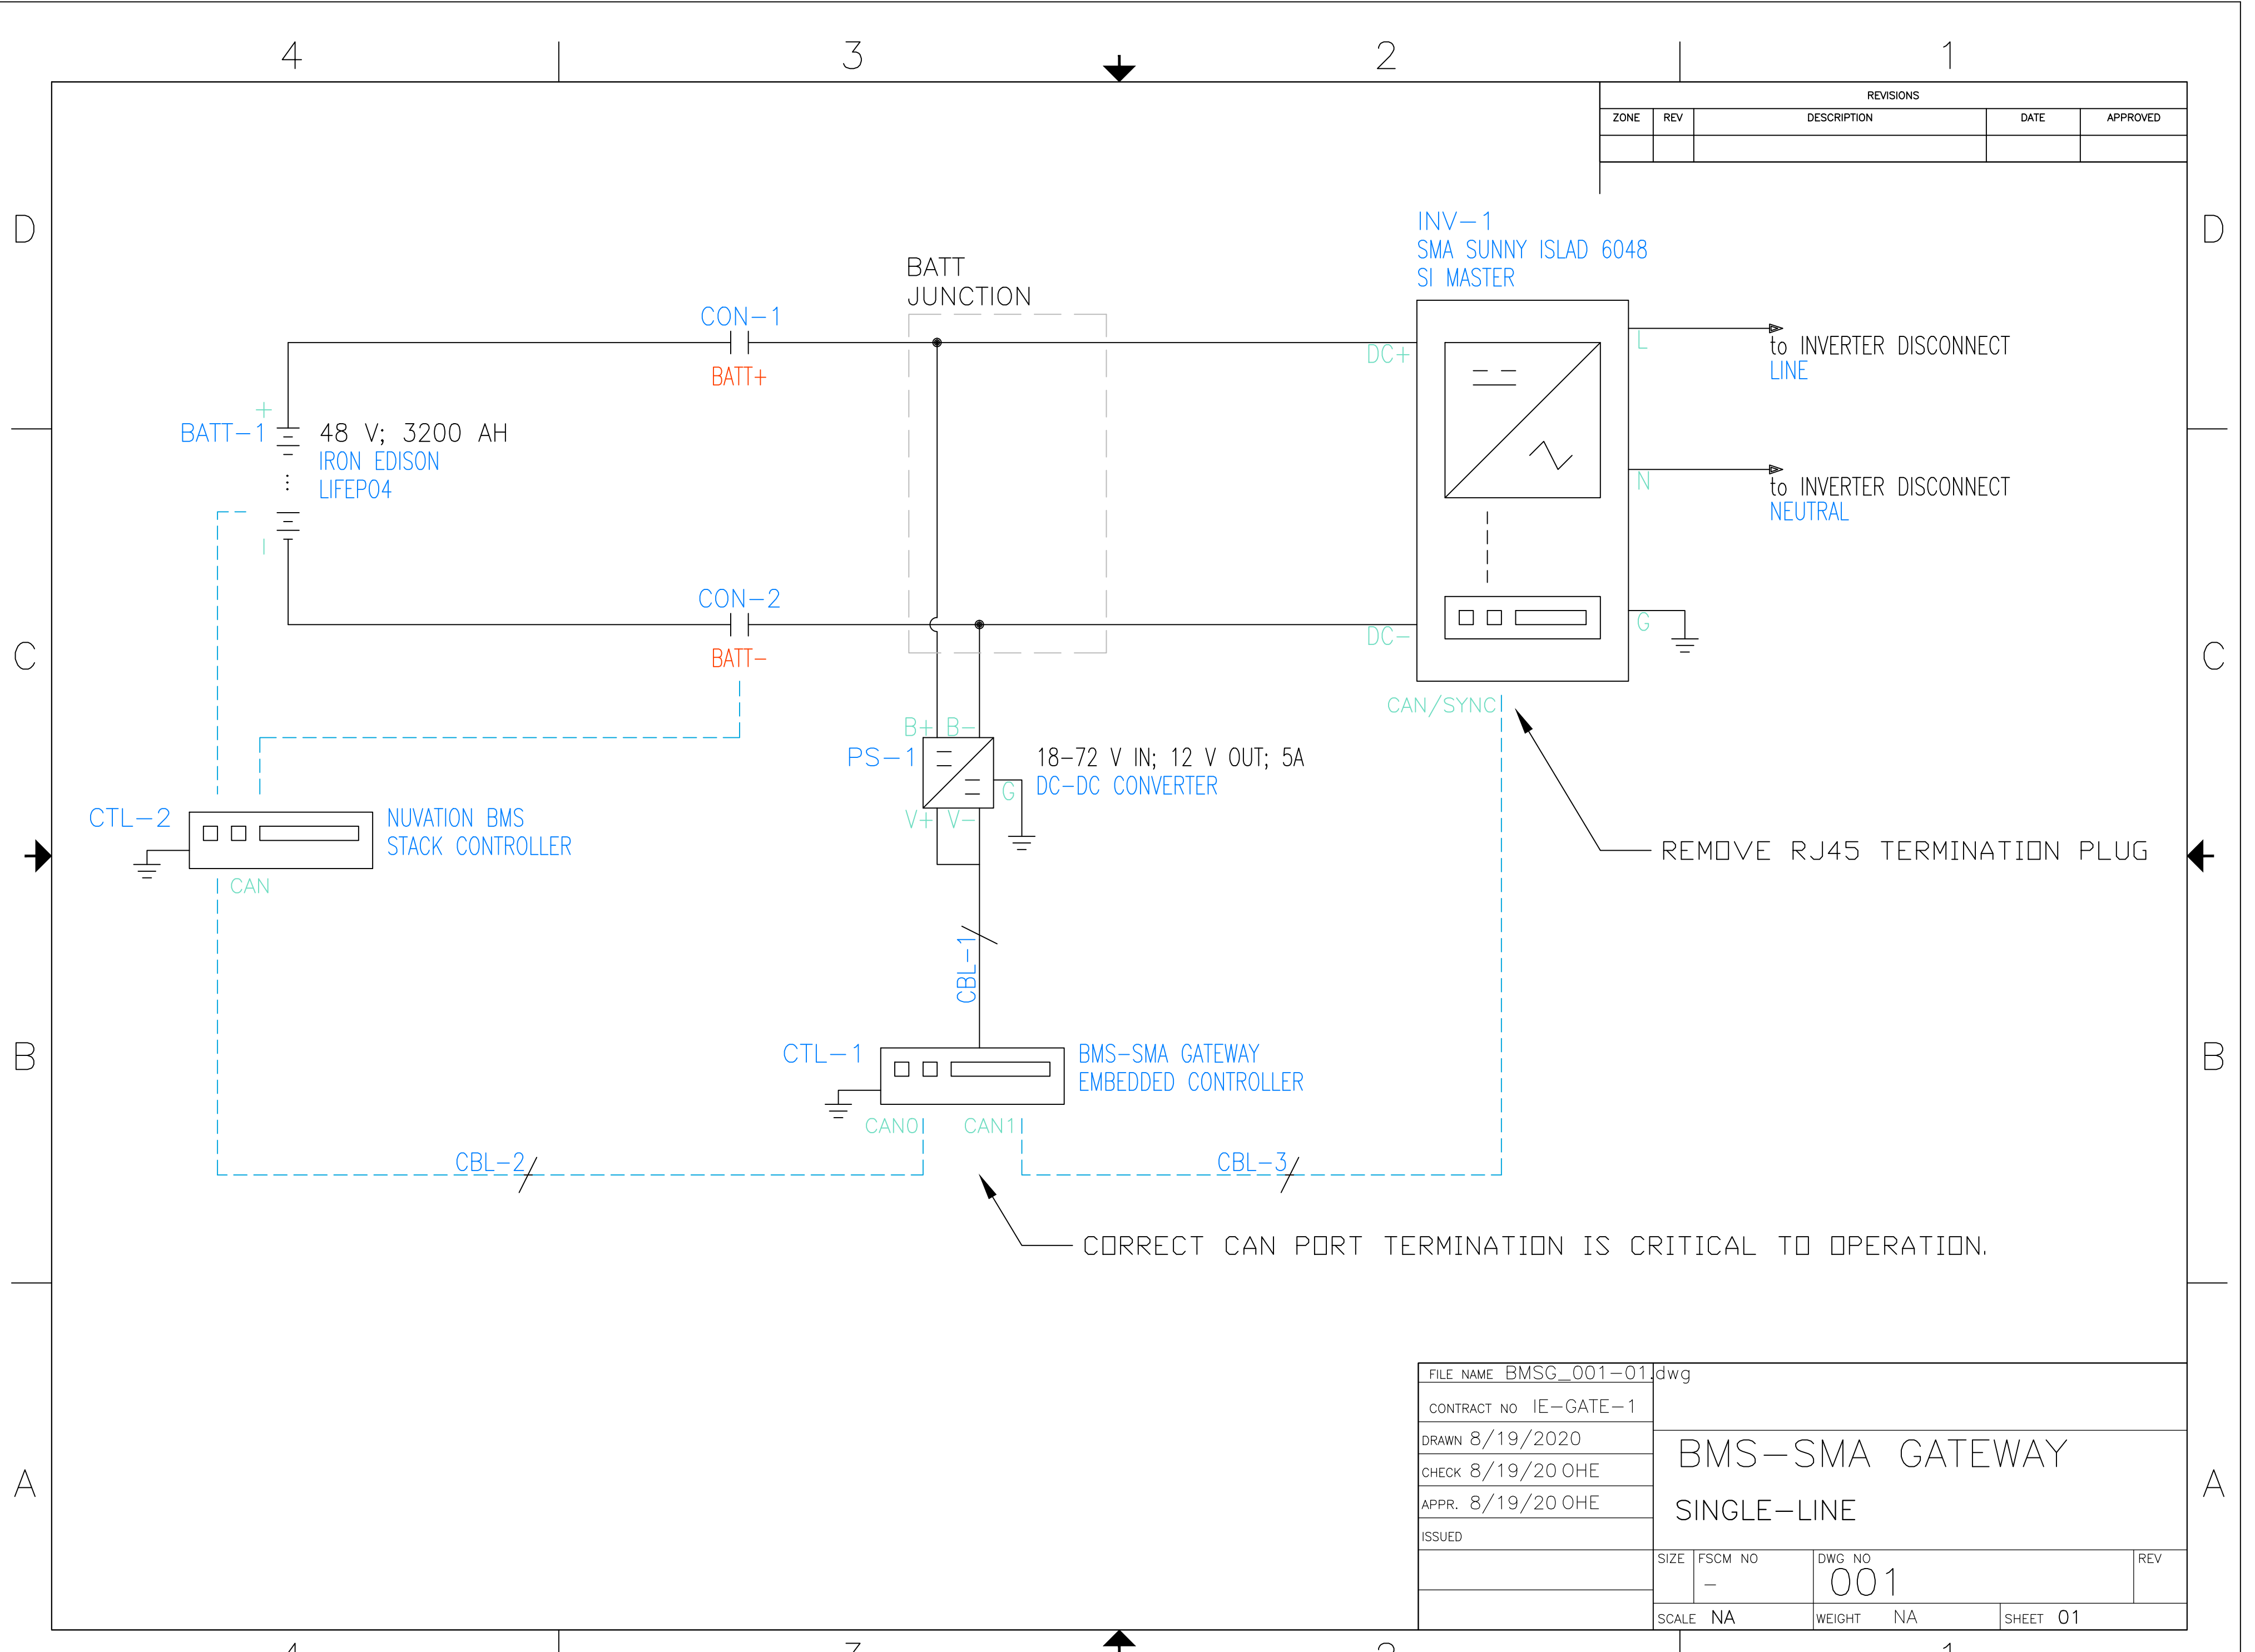 4 3 2 1
REVISIONS
ZONE REV DESCRIPTION DATE APPROVED
D D
INV-1
SMA SUNNY ISLAD 6048
SI MASTER
BATT
JUNCTION
CON-1
BATT+
DC+
L
to INVERTER DISCONNECT
LINE
+
BATT-1
48 V; 3200 AH
IRON EDISON
LIFEPO4
-
N
to INVERTER DISCONNECT
NEUTRAL
CON-2
BATT-
DC-
G
C C
CAN/SYNC
B+ B-
PS-1
18-72 V IN; 12 V OUT; 5A
DC-DC CONVERTER
G
V+ V-
CTL-2
NUVATION BMS
STACK CONTROLLER
CAN
REMOVE RJ45 TERMINATION PLUG
CBL-1
B B
CTL-1
BMS-SMA GATEWAY
EMBEDDED CONTROLLER
CAN0 CAN1
CBL-2
CBL-3
CORRECT CAN PORT TERMINATION IS CRITICAL TO OPERATION.
FILE NAME BMSG_001-01.dwg
CONTRACT NO IE-GATE-1
DRAWN 8/19/2020
CHECK 8/19/20 OHE
APPR. 8/19/20 OHE
ISSUED
BMS-SMA GATEWAY
SINGLE-LINE
A A
SIZE FSCM NO DWG NO REV
- 001
SCALE NA WEIGHT NA SHEET 01